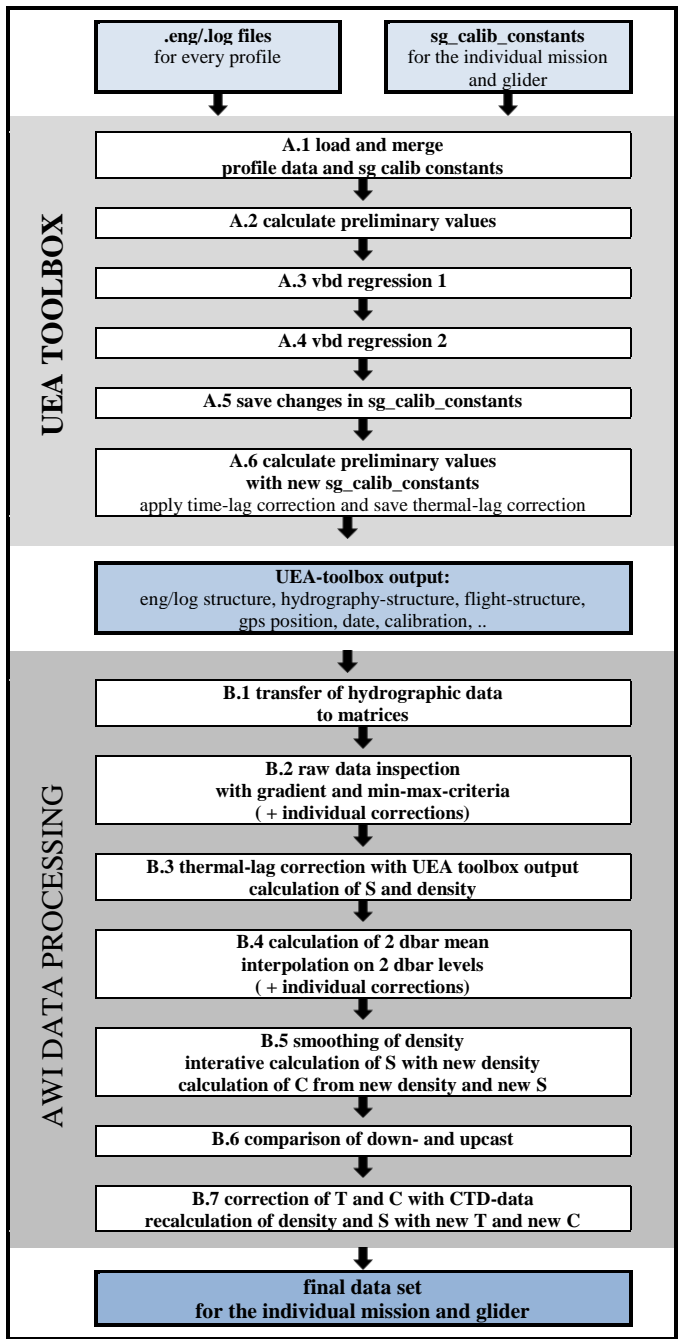 .eng/.log files
for every profile
sg_calib_constants
for the individual mission
and glider
UEA TOOLBOX
A.1 load and merge
profile data and sg calib constants
A.2 calculate preliminary values
A.3 vbd regression 1
A.4 vbd regression 2
A.5 save changes in sg_calib_constants
A.6 calculate preliminary values
with new sg_calib_constants
apply time-lag correction and save thermal-lag correction
UEA-toolbox output:
eng/log structure, hydrography-structure, flight-structure,
gps position, date, calibration, ..
AWI DATA PROCESSING
B.1 transfer of hydrographic data
to matrices
B.2 raw data inspection
with gradient and min-max-criteria
( + individual corrections)
B.3 thermal-lag correction with UEA toolbox output
calculation of S and density
B.4 calculation of 2 dbar mean
interpolation on 2 dbar levels
( + individual corrections)
B.5 smoothing of density
interative calculation of S with new density
calculation of C from new density and new S
B.6 comparison of down- and upcast
B.7 correction of T and C with CTD-data
recalculation of density and S with new T and new C
final data set
for the individual mission and glider